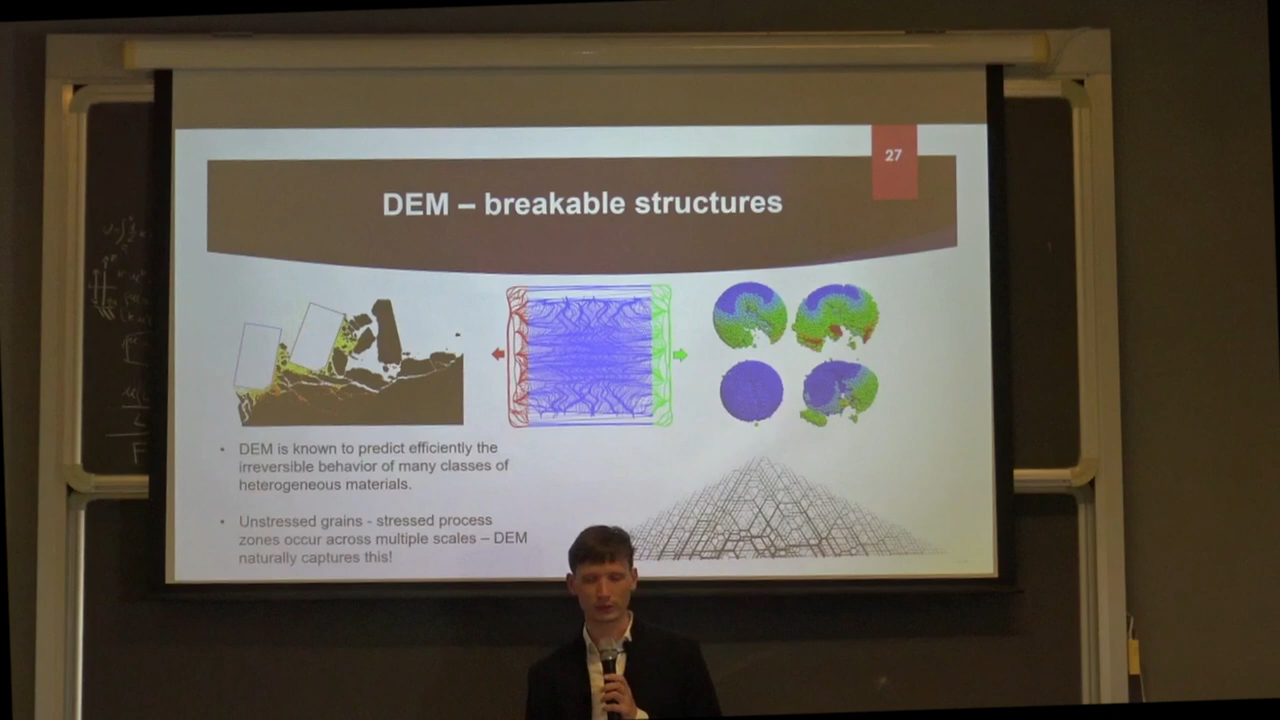 27
DEM – breakable structures
• DEM is known to predict efficiently the
irreversible behavior of many classes of
heterogeneous materials.
• Unstressed grains - stressed process
zones occur across multiple scales – DEM
naturally captures this!